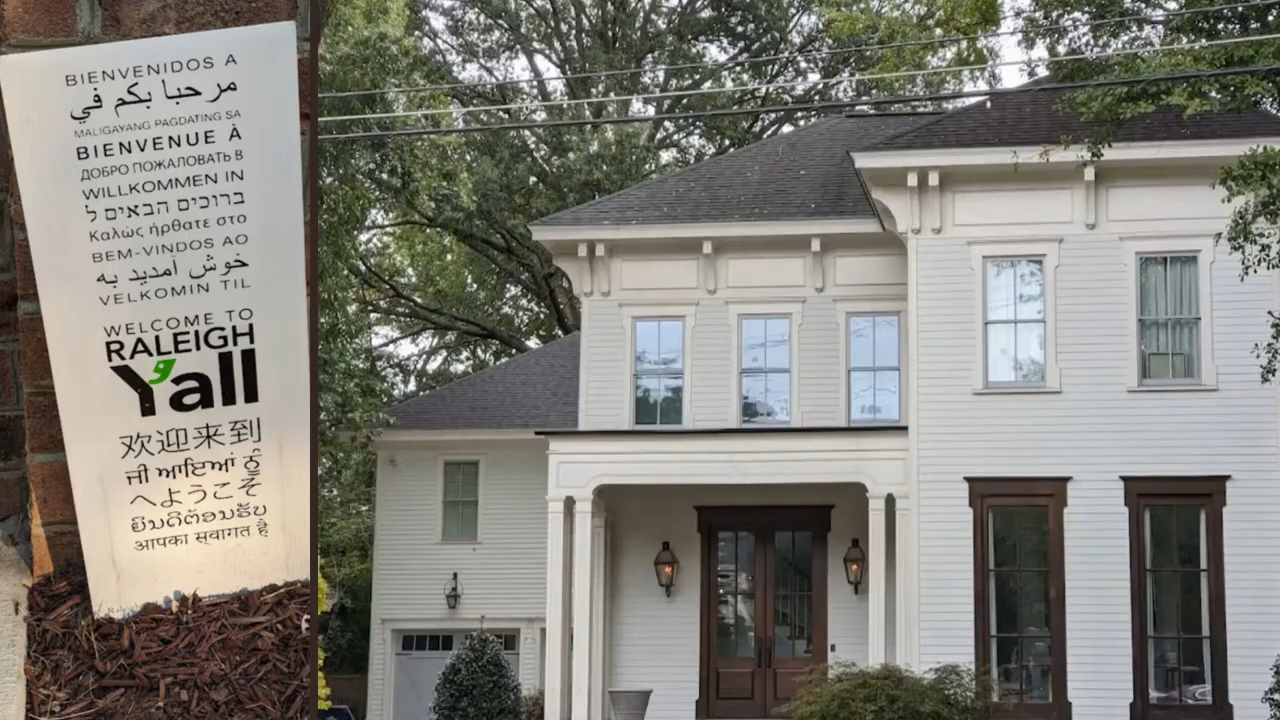 BIENVENIDOS A
مرحبا بكم في
MALIGAYANG PAGDATING SA
BIENVENUE À
ДОБРО ПОЖАЛОВАТЬ В
WILLKOMMEN IN
ברוכים הבאים ל
Καλώς ήρθατε στο
BEM-VINDOS AO
خوش آمدید به
VELKOMIN TIL
WELCOME TO
RALEIGH
Y'all
欢迎来到
ਜੀ ਆਇਆਂ ਨੂੰ
へようこそ
ຍິນດີຕ້ອນຮັບ
आपका स्वागत है